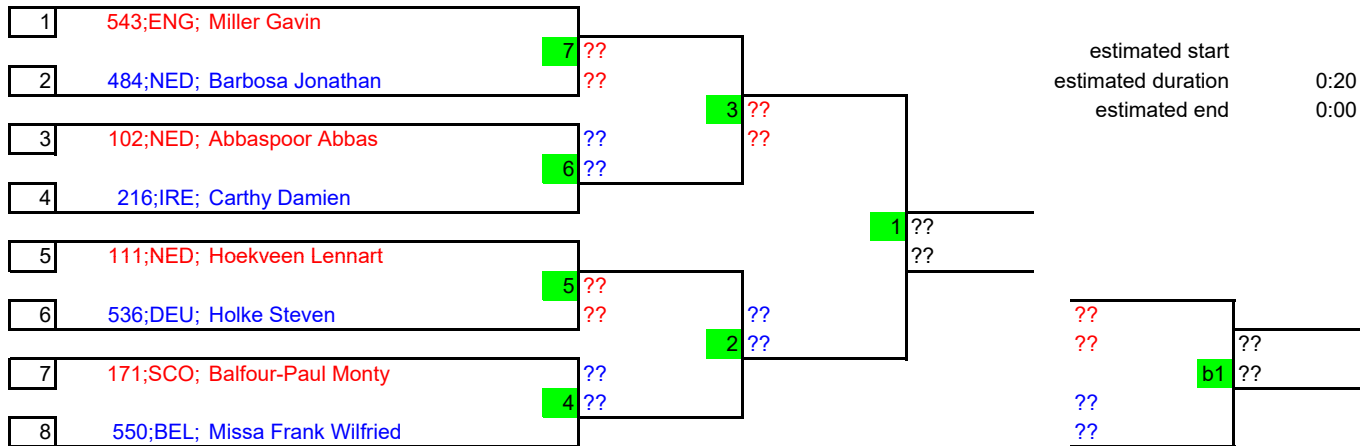 1 543;ENG; Miller Gavin
7 ?? estimated start
2 484;NED; Barbosa Jonathan ?? estimated duration 0:20
3 ?? estimated end 0:00
3 102;NED; Abbaspoor Abbas ?? ??
6 ??
4 216;IRE; Carthy Damien
1 ??
5 111;NED; Hoekveen Lennart ??
5 ??
6 536;DEU; Holke Steven ?? ?? ??
2 ?? ?? ??
7 171;SCO; Balfour-Paul Monty ?? b1 ??
4 ?? ??
8 550;BEL; Missa Frank Wilfried ??